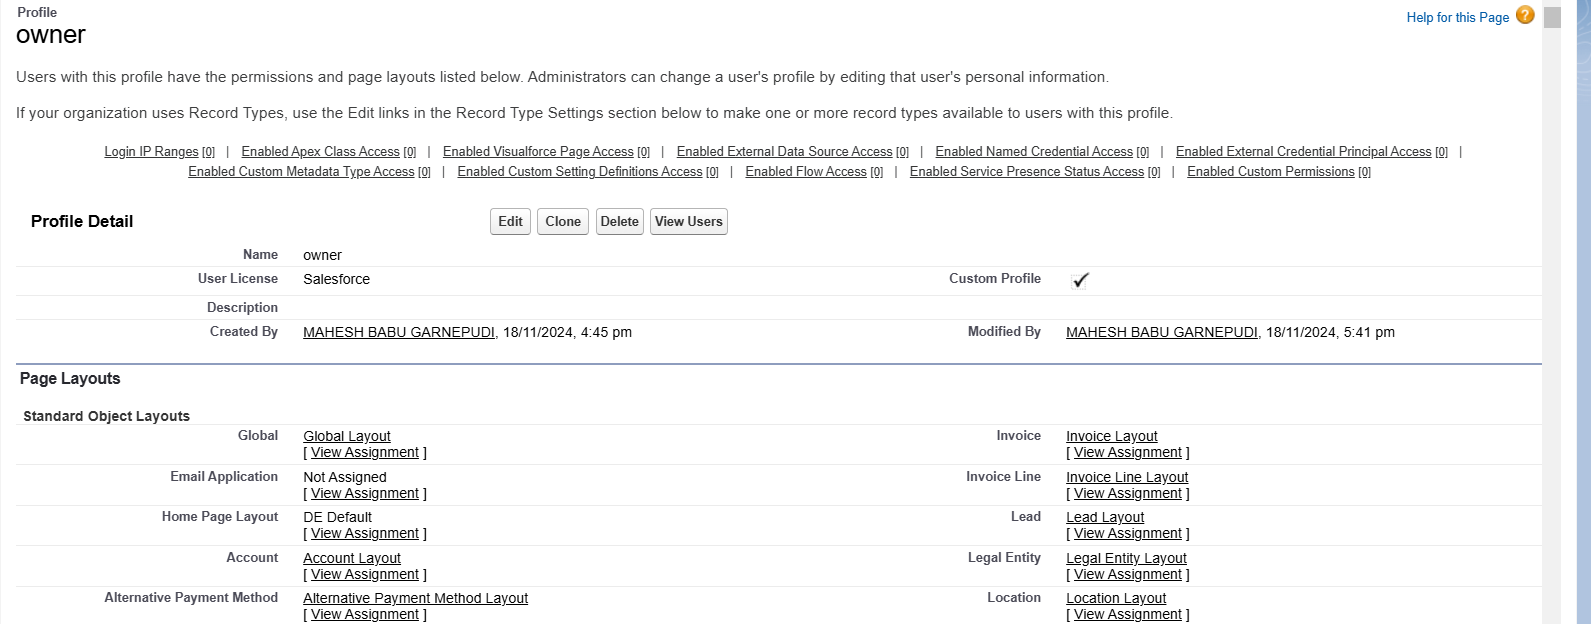 Profile
owner
Help for this Page ?
Users with this profile have the permissions and page layouts listed below. Administrators can change a user's profile by editing that user's personal information.
If your organization uses Record Types, use the Edit links in the Record Type Settings section below to make one or more record types available to users with this profile.
Login IP Ranges [0] | Enabled Apex Class Access [0] | Enabled Visualforce Page Access [0] | Enabled External Data Source Access [0] | Enabled Named Credential Access [0] | Enabled External Credential Principal Access [0] |
Enabled Custom Metadata Type Access [0] | Enabled Custom Setting Definitions Access [0] | Enabled Flow Access [0] | Enabled Service Presence Status Access [0] | Enabled Custom Permissions [0]
Profile Detail Edit Clone Delete View Users
Name owner
User License Salesforce Custom Profile
Description
Created By MAHESH BABU GARNEPUDI, 18/11/2024, 4:45 pm Modified By MAHESH BABU GARNEPUDI, 18/11/2024, 5:41 pm
Page Layouts
Standard Object Layouts
Global Global Layout Invoice Invoice Layout
[ View Assignment ] [ View Assignment ]
Email Application Not Assigned Invoice Line Invoice Line Layout
[ View Assignment ] [ View Assignment ]
Home Page Layout DE Default Lead Lead Layout
[ View Assignment ] [ View Assignment ]
Account Account Layout Legal Entity Legal Entity Layout
[ View Assignment ] [ View Assignment ]
Alternative Payment Method Alternative Payment Method Layout Location Location Layout
[ View Assignment ] [ View Assignment ]